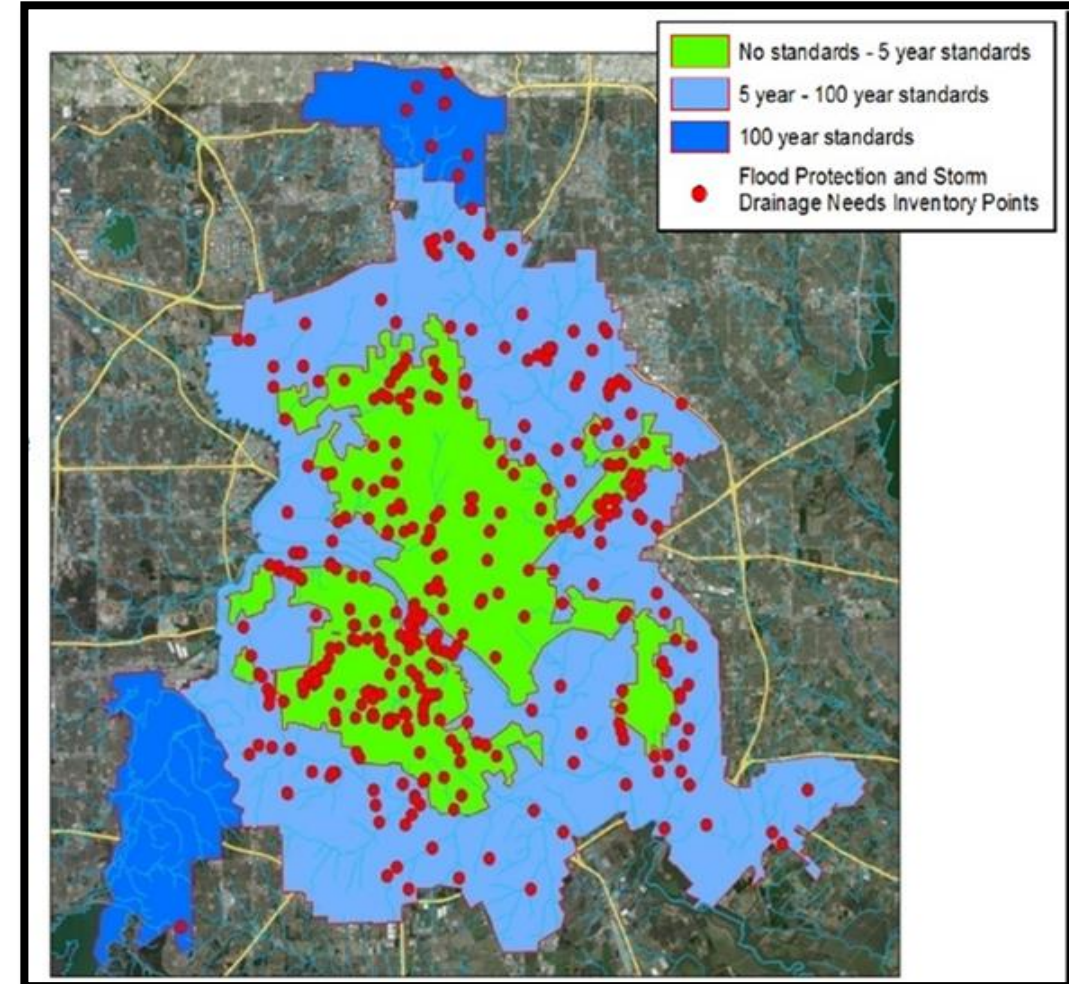 No standards - 5 year standards
5 year - 100 year standards
100 year standards
Flood Protection and Storm
Drainage Needs Inventory Points